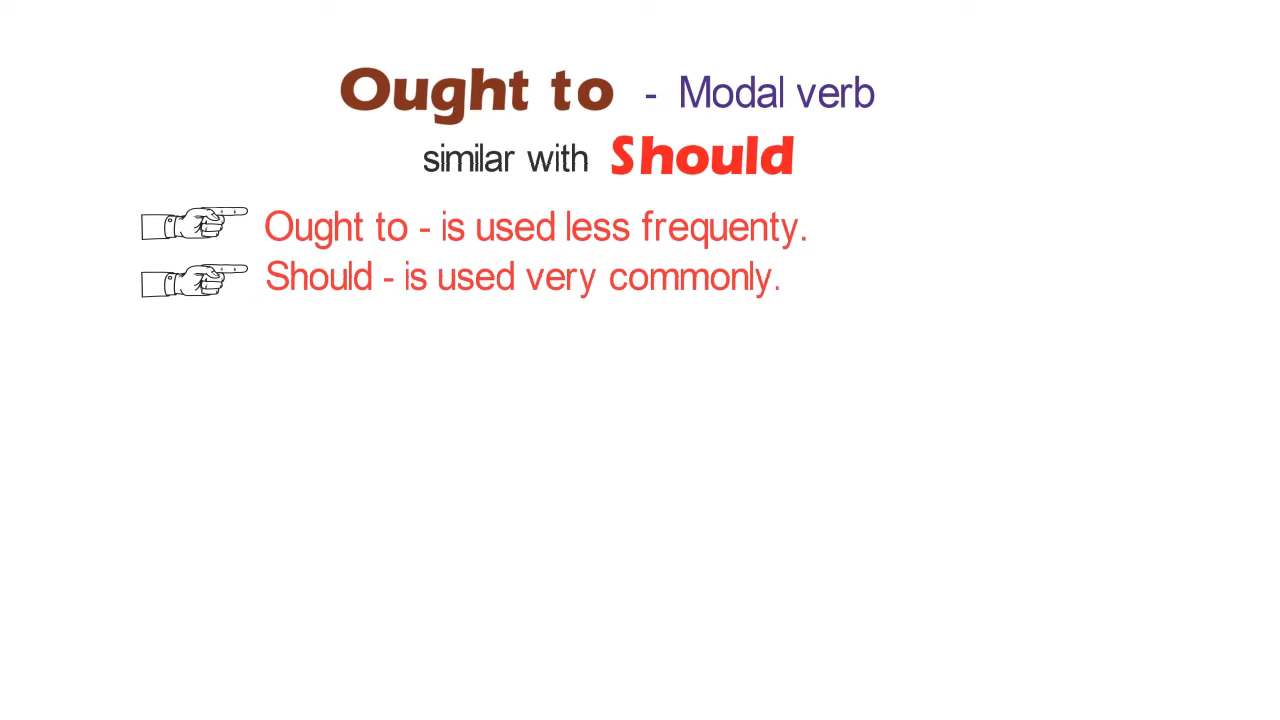 Ought to - Modal verb
similar with Should
Ought to - is used less frequenty.
Should - is used very commonly.